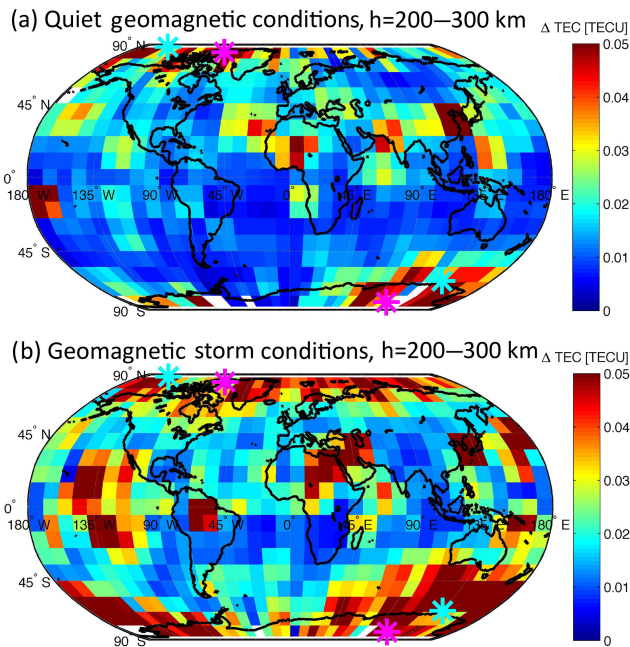 (a) Quiet geomagnetic conditions, h=200—300 km
Δ TEC [TECU]
90° N
45° N
0°
180° W 135° W 90° W 45° W 0° 45° E 90° E 135° E 180° E
45° S
90° S
0.05
0.04
0.03
0.02
0.01
0
(b) Geomagnetic storm conditions, h=200—300 km
Δ TEC [TECU]
90° N
45° N
0°
180° W 135° W 90° W 45° W 0° 45° E 90° E 135° E 180° E
45° S
90° S
0.05
0.04
0.03
0.02
0.01
0